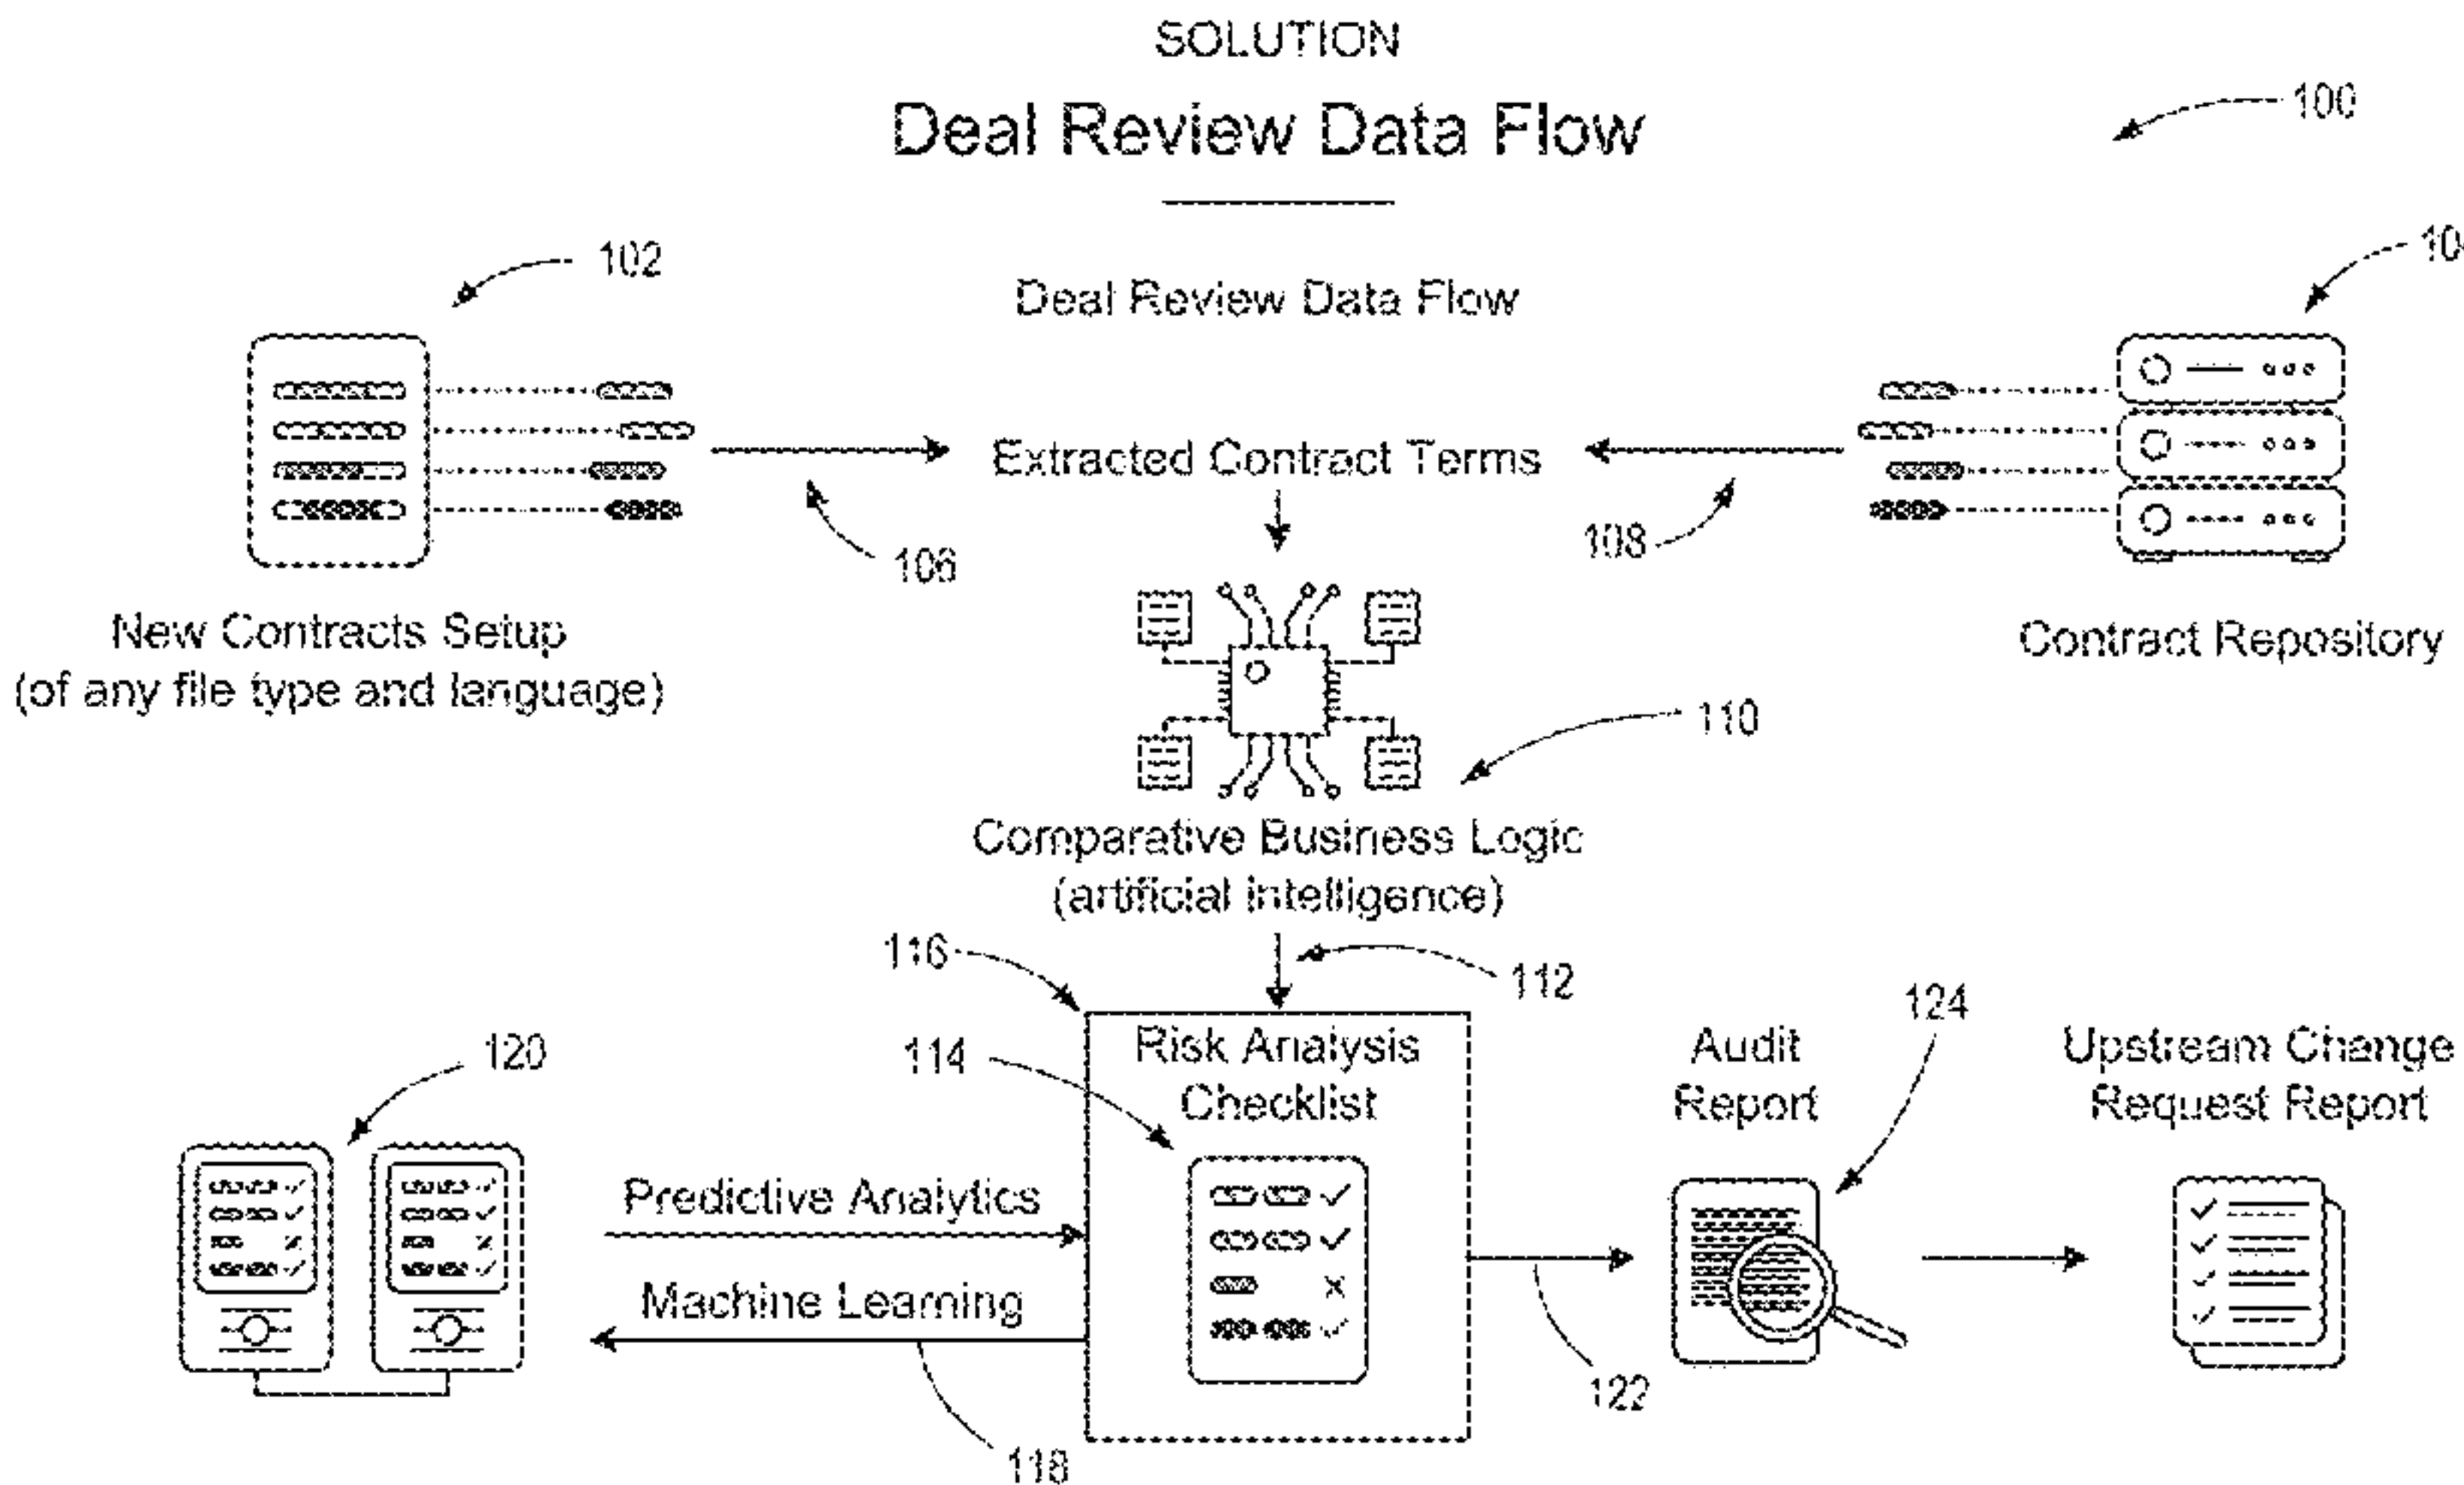 SOLUTION
Deal Review Data Flow
100
102
10
Deal Review Data Flow
Extracted Contract Terms
106
108
New Contracts Setup
(of any file type and language)
Contract Repository
110
Comparative Business Logic
(artificial intelligence)
116
112
124
120
114
Risk Analysis
Checklist
Audit
Report
Upstream Change
Request Report
Predictive Analytics
Machine Learning
122
118